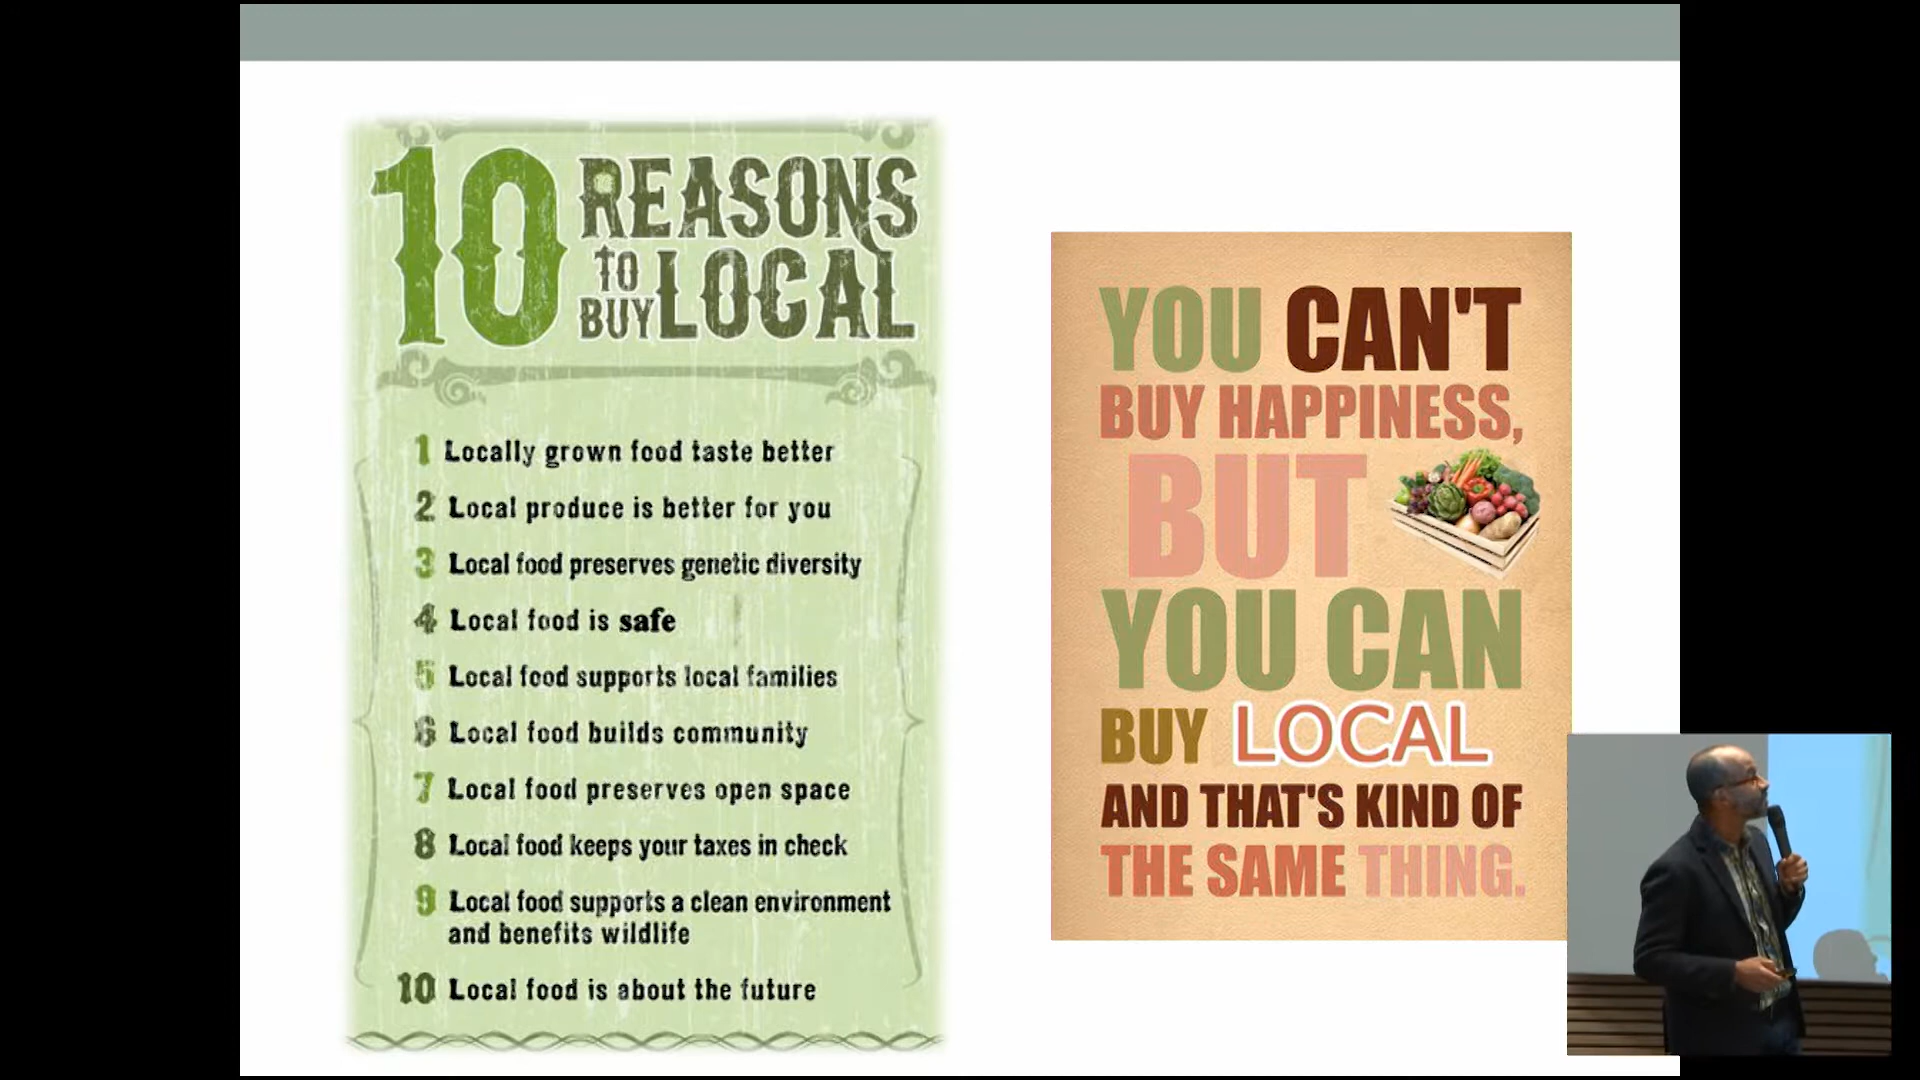 10 REASONS
TO
BUY LOCAL
1 Locally grown food taste better
2 Local produce is better for you
3 Local food preserves genetic diversity
4 Local food is safe
5 Local food supports local families
6 Local food builds community
7 Local food preserves open space
8 Local food keeps your taxes in check
9 Local food supports a clean environment
and benefits wildlife
10 Local food is about the future
YOU CAN'T
BUY HAPPINESS,
BUT
YOU CAN
BUY LOCAL
AND THAT'S KIND OF
THE SAME THING.